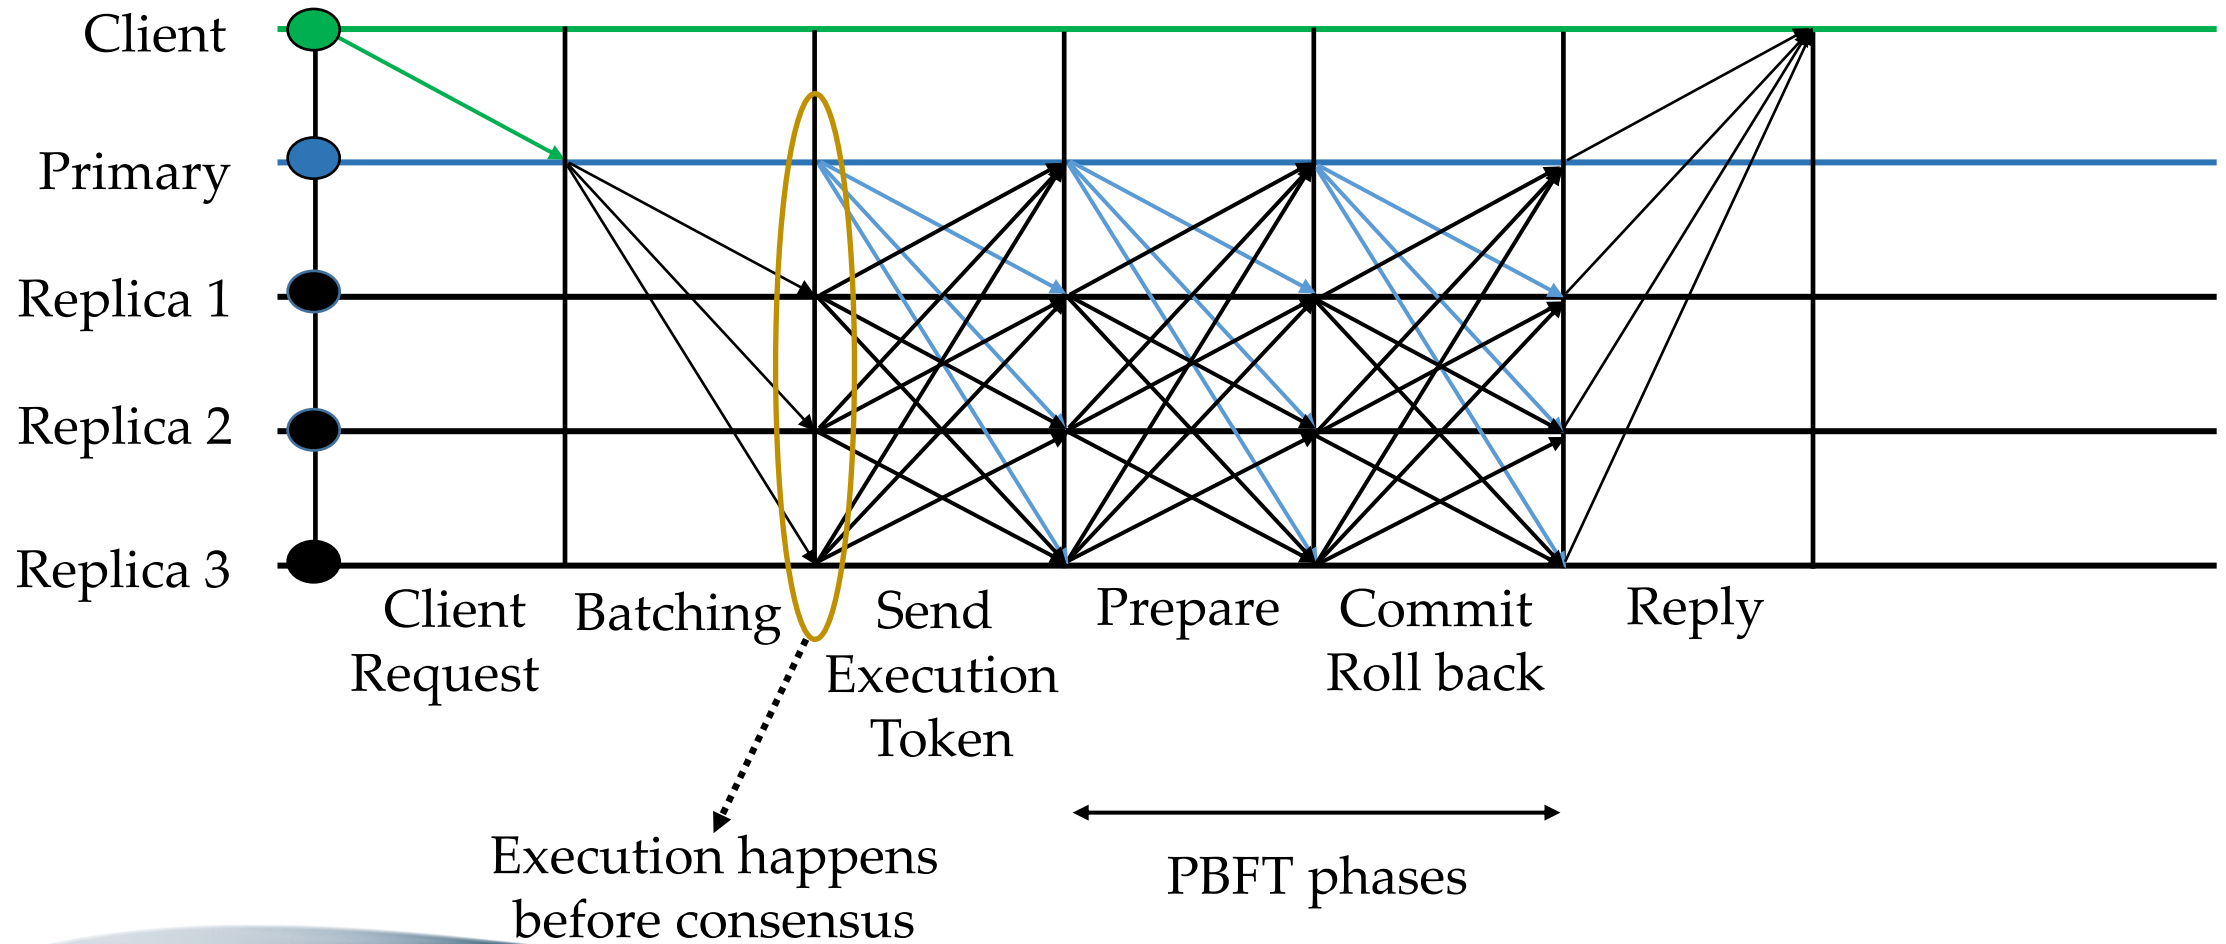 Client
Primary
Replica 1
Replica 2
Replica 3
Client
Request
Batching
Send
Execution
Token
Prepare
Commit
Roll back
Reply
Execution happens
before consensus
PBFT phases